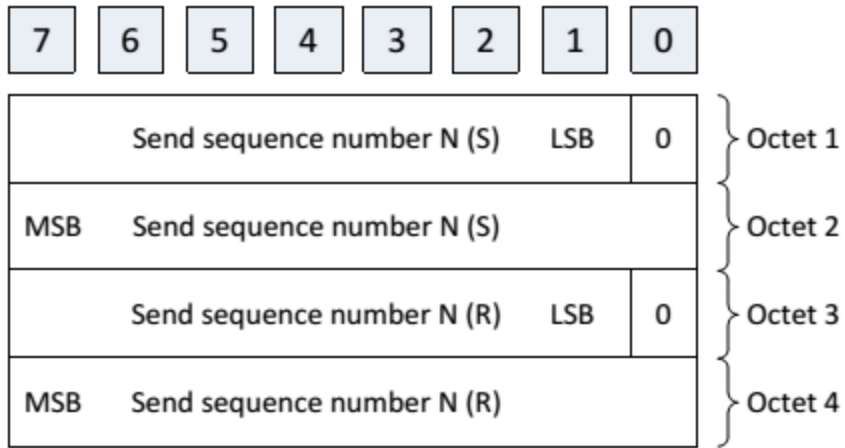 7 6 5 4 3 2 1 0
Send sequence number N (S) LSB 0 Octet 1
MSB Send sequence number N (S) Octet 2
Send sequence number N (R) LSB 0 Octet 3
MSB Send sequence number N (R) Octet 4